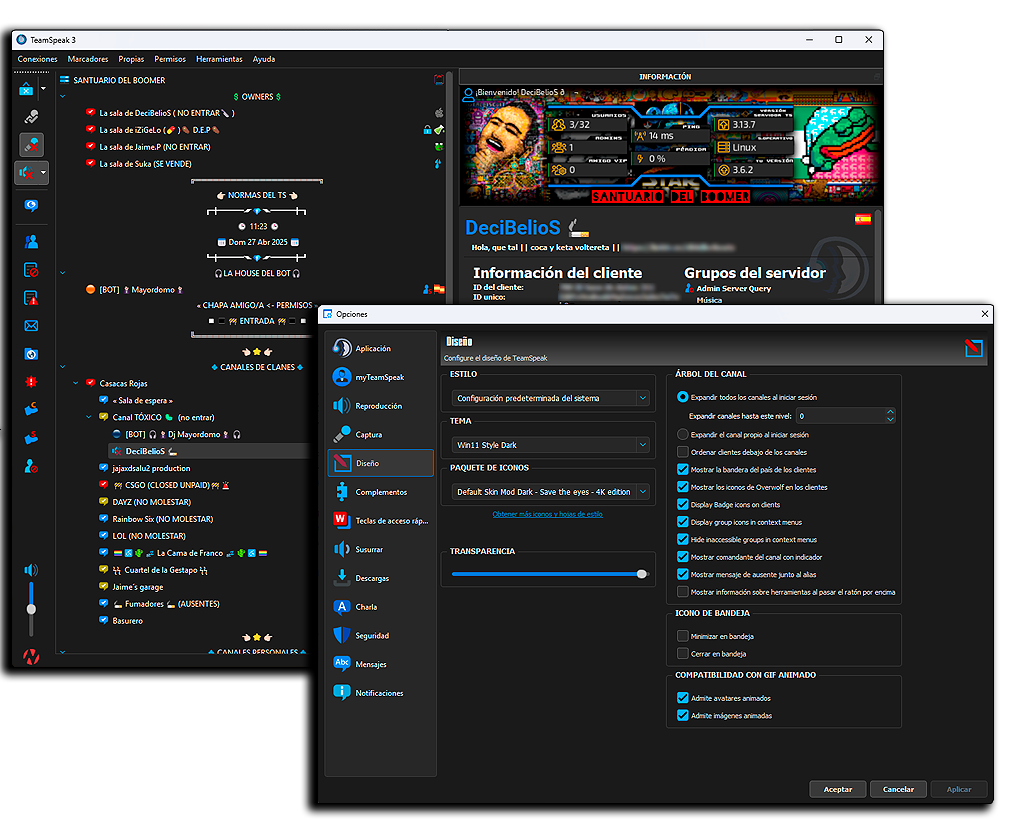 TeamSpeak 3
Conexiones Marcadores Propias Permisos Herramientas Ayuda
SANTUARIO DEL BOOMER
$ OWNERS $
La sala de DeciBelioS ( NO ENTRAR )
La sala de iZiGeLo ( ) D.E.P
La sala de Jaime.P (NO ENTRAR)
La sala de Suka (SE VENDE)
NORMAS DEL TS
11:23
Dom 27 Abr 2025
LA HOUSE DEL BOT
[BOT] Mayordomo
« CHAPA AMIGO/A <- PERMISOS
ENTRADA
CANALES DE CLANES
Casacas Rojas
« Sala de espera »
Canal TÓXICO (no entrar)
[BOT] Dj Mayordomo
DeciBelioS
jajaxdsalu2 production
CSGO (CLOSED UNPAID)
DAYZ (NO MOLESTAR)
Rainbow Six (NO MOLESTAR)
LOL (NO MOLESTAR)
La Cama de Franco
Cuartel de la Gestapo
Jaime´s garage
Fumadores (AUSENTES)
Basurero
CANALES PERSONALES
INFORMACIÓN
¡Bienvenido! DeciBelioS
USUARIOS
3/32
ADMINS
1
AMIGO VIP
0
PING
14 ms
PÉRDIDA
0 %
VERSIÓN
SERVIDOR TS
3.13.7
Linux
TU VERSIÓN
3.6.2
STAR
SANTUARIO DEL BOOMER
DeciBelioS
Hola, que tal || coca y keta voltereta ||
Información del cliente
ID del cliente:
ID unico:
Grupos del servidor
Admin Server Query
Música
Opciones
Aplicación
myTeamSpeak
Reproducción
Captura
Diseño
Complementos
Teclas de acceso ráp...
Susurrar
Descargas
Charla
Seguridad
Mensajes
Notificaciones
Diseño
Configure el diseño de TeamSpeak
ESTILO
Configuración predeterminada del sistema
TEMA
Win11 Style Dark
PAQUETE DE ICONOS
Default Skin Mod Dark - Save the eyes - 4K edition
Obtener más iconos y hojas de estilo
TRANSPARENCIA
ÁRBOL DEL CANAL
Expandir todos los canales al iniciar sesión
Expandir canales hasta este nivel: 0
Expandir el canal propio al iniciar sesión
Ordenar clientes debajo de los canales
Mostrar la bandera del país de los clientes
Mostrar los iconos de Overwolf en los clientes
Display Badge icons on clients
Display group icons in context menus
Hide inaccessible groups in context menus
Mostrar comandante del canal con indicador
Mostrar mensaje de ausente junto al alias
Mostrar información sobre herramientas al pasar el ratón por encima
ICONO DE BANDEJA
Minimizar en bandeja
Cerrar en bandeja
COMPATIBILIDAD CON GIF ANIMADO
Admite avatares animados
Admite imágenes animadas
Aceptar Cancelar Aplicar